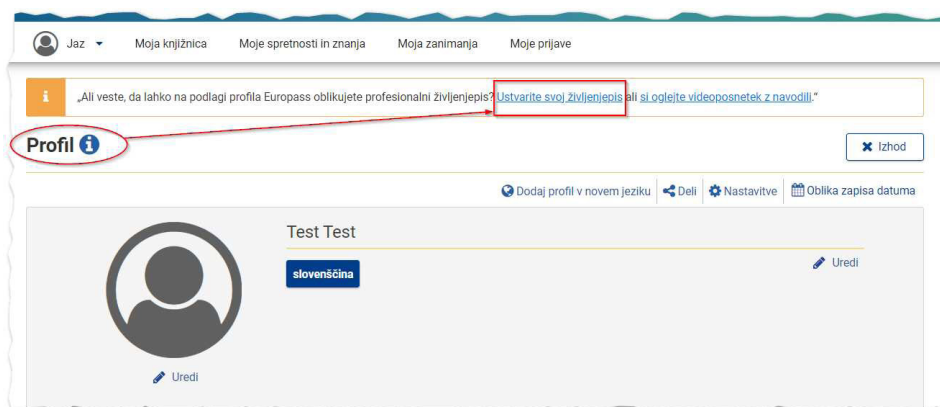 Jaz Moja knjižnica Moje spretnosti in znanja Moja zanimanja Moje prijave
i „Ali veste, da lahko na podlagi profila Europass oblikujete profesionalni življenjepis? Ustvarite svoj življenjepis ali si oglejte videoposnetek z navodili."
Profil i
Izhod
Dodaj profil v novem jeziku Deli Nastavitve Oblika zapisa datuma
Test Test
slovenščina
Uredi
Uredi